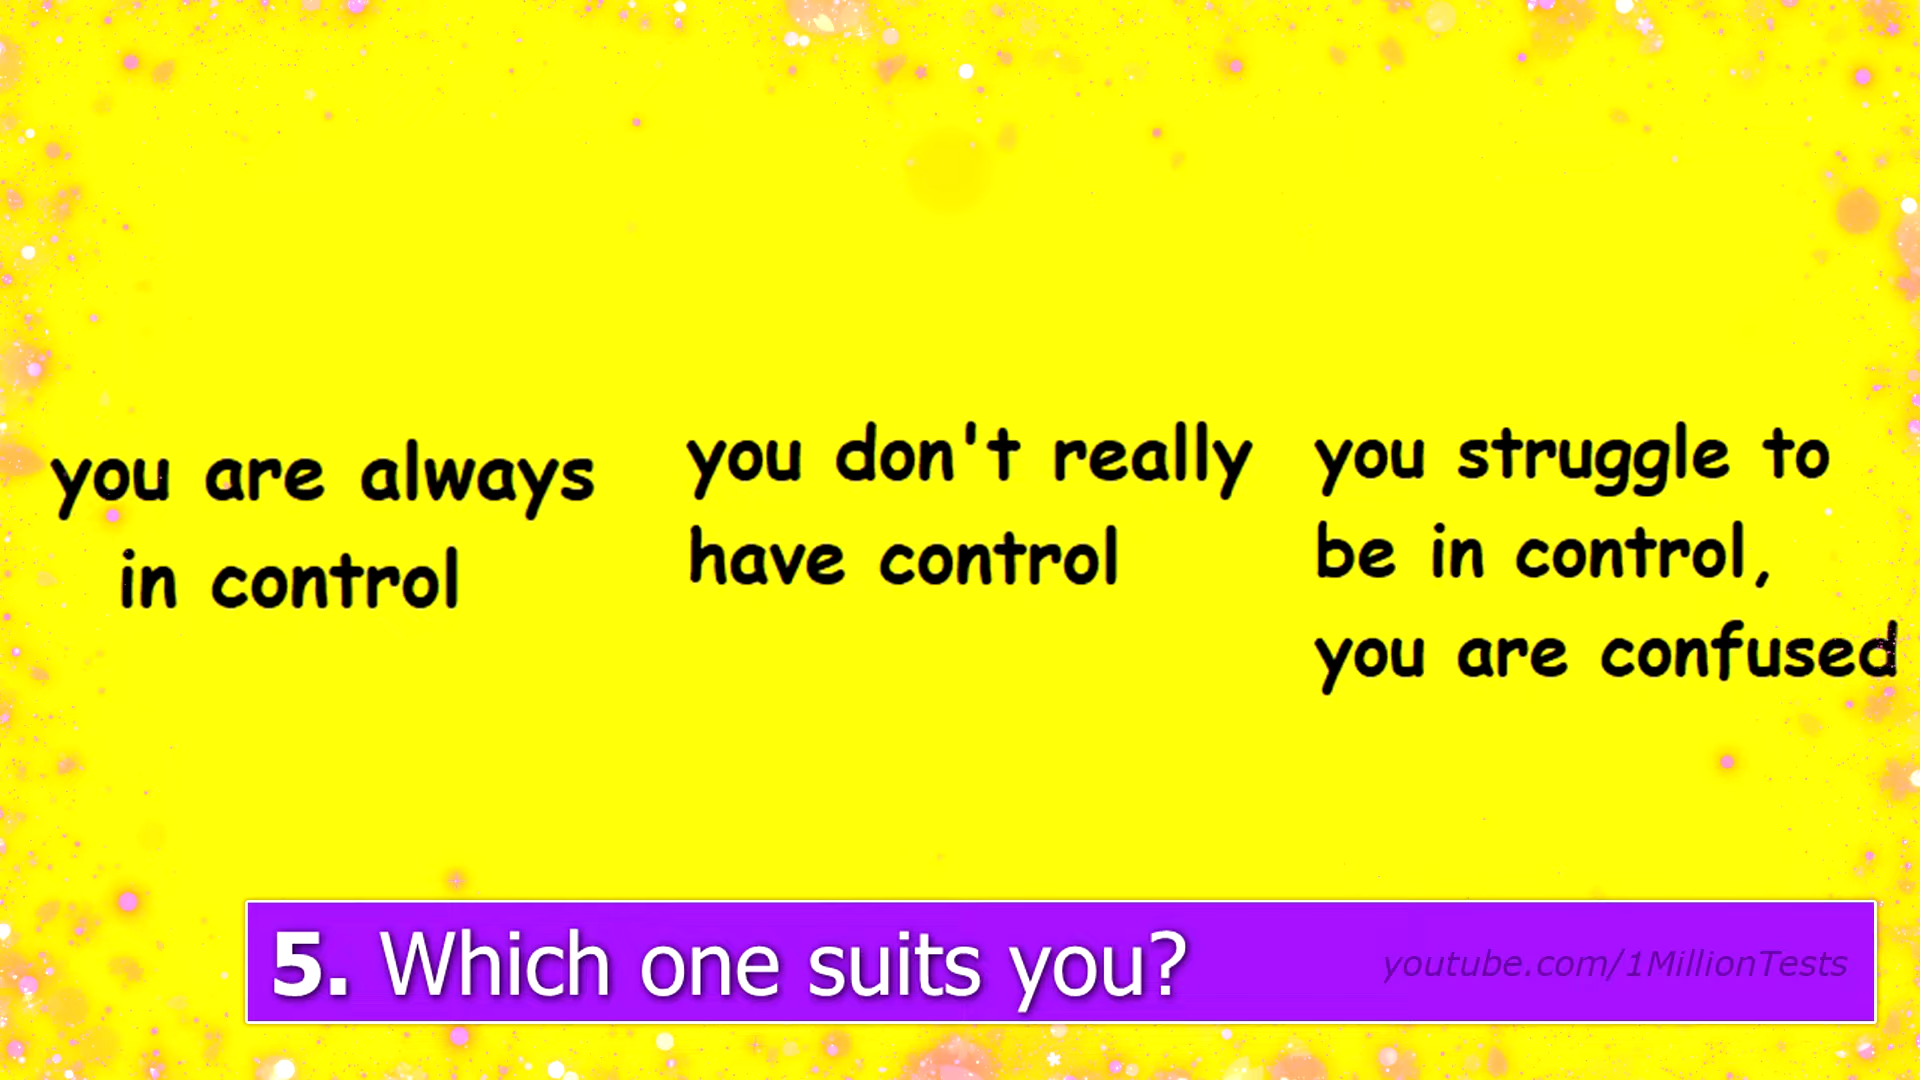 you are always
in control
you don't really
have control
you struggle to
be in control,
you are confused
5. Which one suits you?
youtube.com/1MillionTests